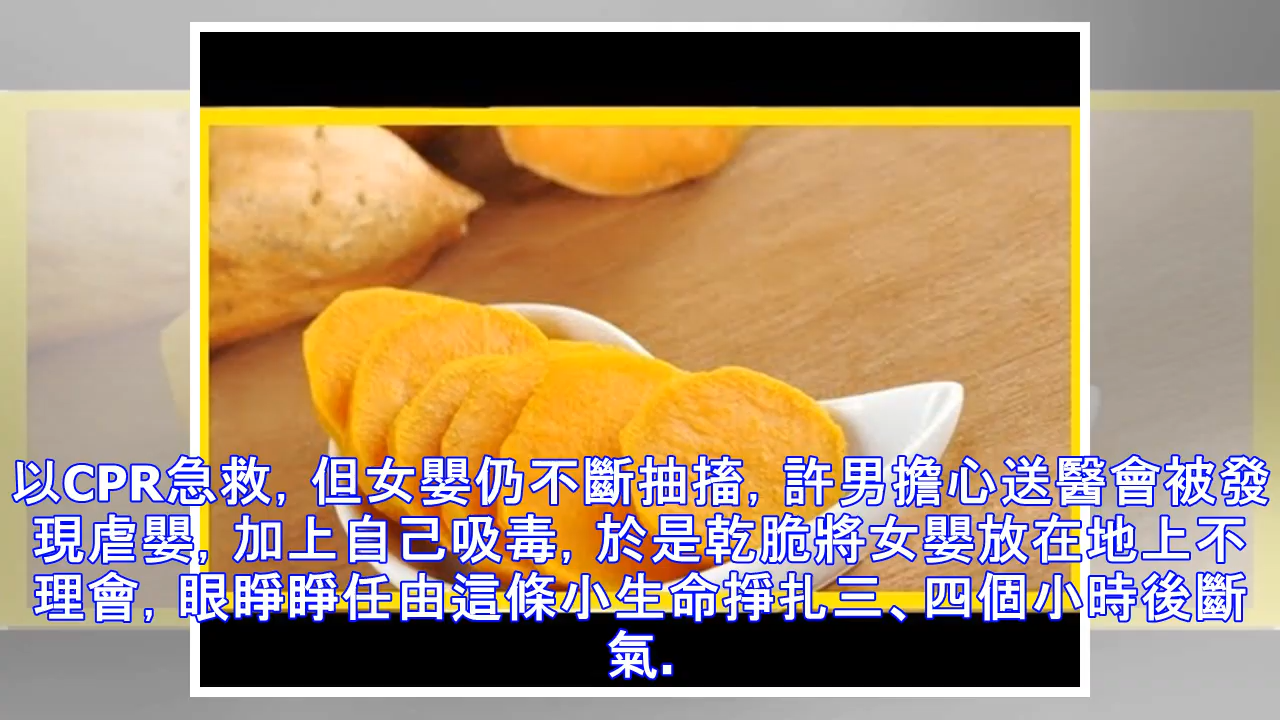 以CPR急救, 但女嬰仍不斷抽搐, 許男擔心送醫會被發
現虐嬰, 加上自己吸毒, 於是乾脆將女嬰放在地上不
理會, 眼睜睜任由這條小生命掙扎三、四個小時後斷
氣.